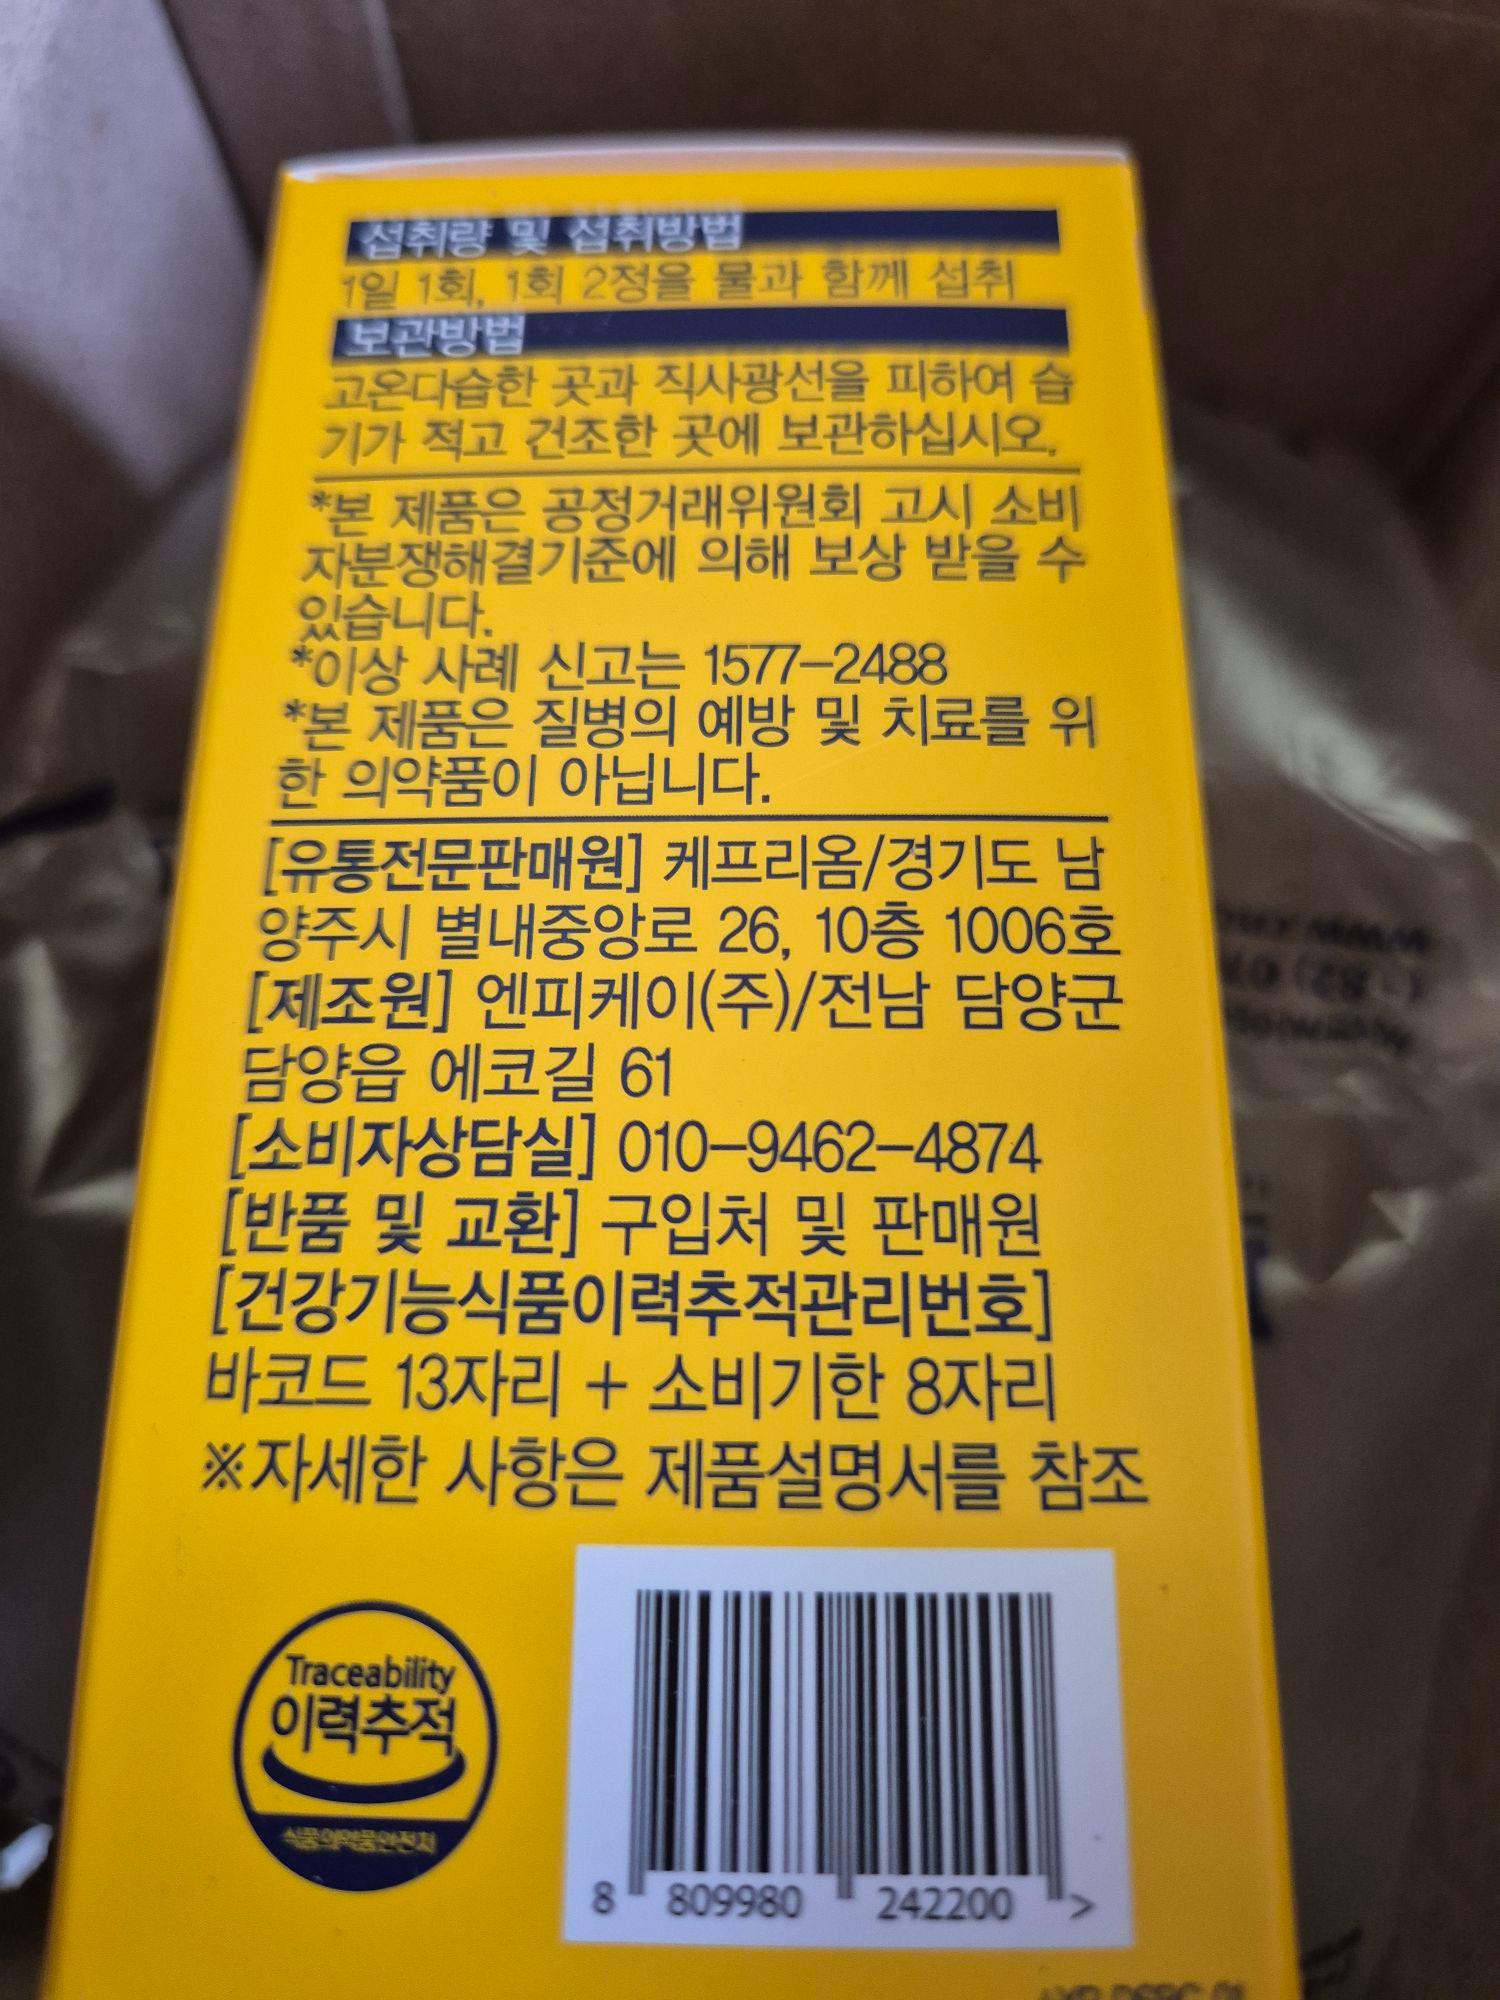 섭취량 및 섭취방법
1일 1회, 1회 2정을 물과 함께 섭취
보관방법
고온다습한 곳과 직사광선을 피하여 습
기가 적고 건조한 곳에 보관하십시오.
*본 제품은 공정거래위원회 고시 소비
자분쟁해결기준에 의해 보상 받을 수
있습니다.
*이상 사례 신고는 1577-2488
*본 제품은 질병의 예방 및 치료를 위
한 의약품이 아닙니다.
[유통전문판매원] 케프리옴/경기도 남
양주시 별내중앙로 26, 10층 1006호
[제조원] 엔피케이(주)/전남 담양군
담양읍 에코길 61
[소비자상담실] 010-9462-4874
[반품 및 교환] 구입처 및 판매원
[건강기능식품이력추적관리번호]
바코드 13자리 + 소비기한 8자리
※자세한 사항은 제품설명서를 참조
Traceability
이력추적
식품의약품안전처
8 809980 242200 >